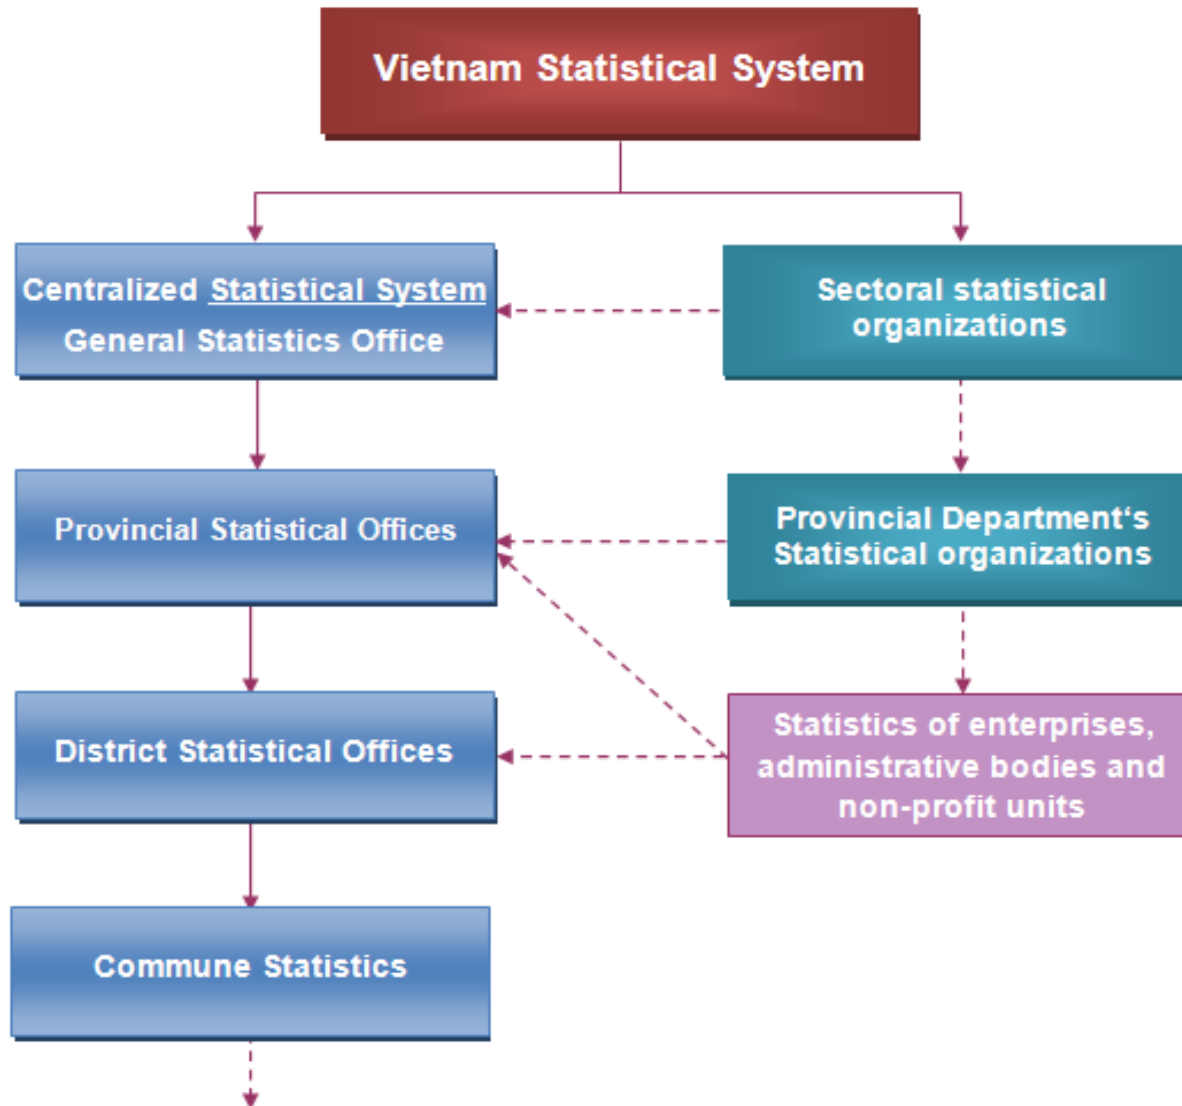 Vietnam Statistical System
Centralized Statistical System
General Statistics Office
Sectoral statistical
organizations
Provincial Statistical Offices
Provincial Department‘s
Statistical organizations
District Statistical Offices
Statistics of enterprises,
administrative bodies and
non-profit units
Commune Statistics